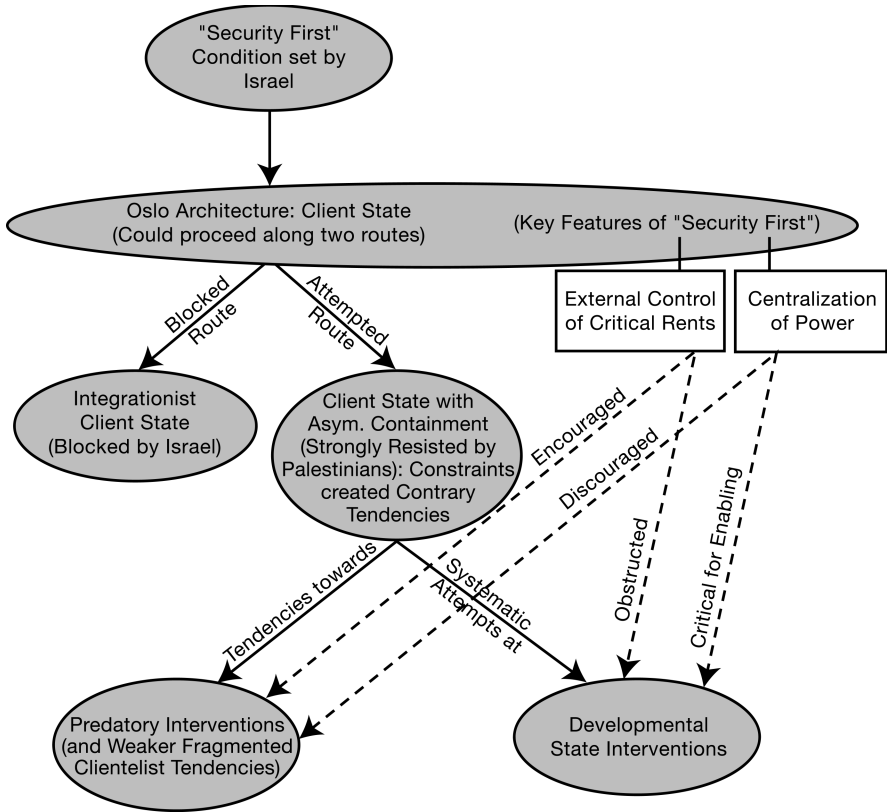 "Security First"
Condition set by
Israel
Oslo Architecture: Client State
(Could proceed along two routes)
(Key Features of "Security First")
External Control
of Critical Rents
Centralization
of Power
Blocked
Route
Attempted
Route
Integrationist
Client State
(Blocked by Israel)
Client State with
Asym. Containment
(Strongly Resisted by
Palestinians): Constraints
created Contrary
Tendencies
Encouraged
Discouraged
Obstructed
Critical for Enabling
Tendencies towards
Systematic
Attempts at
Predatory Interventions
(and Weaker Fragmented
Clientelist Tendencies)
Developmental
State Interventions